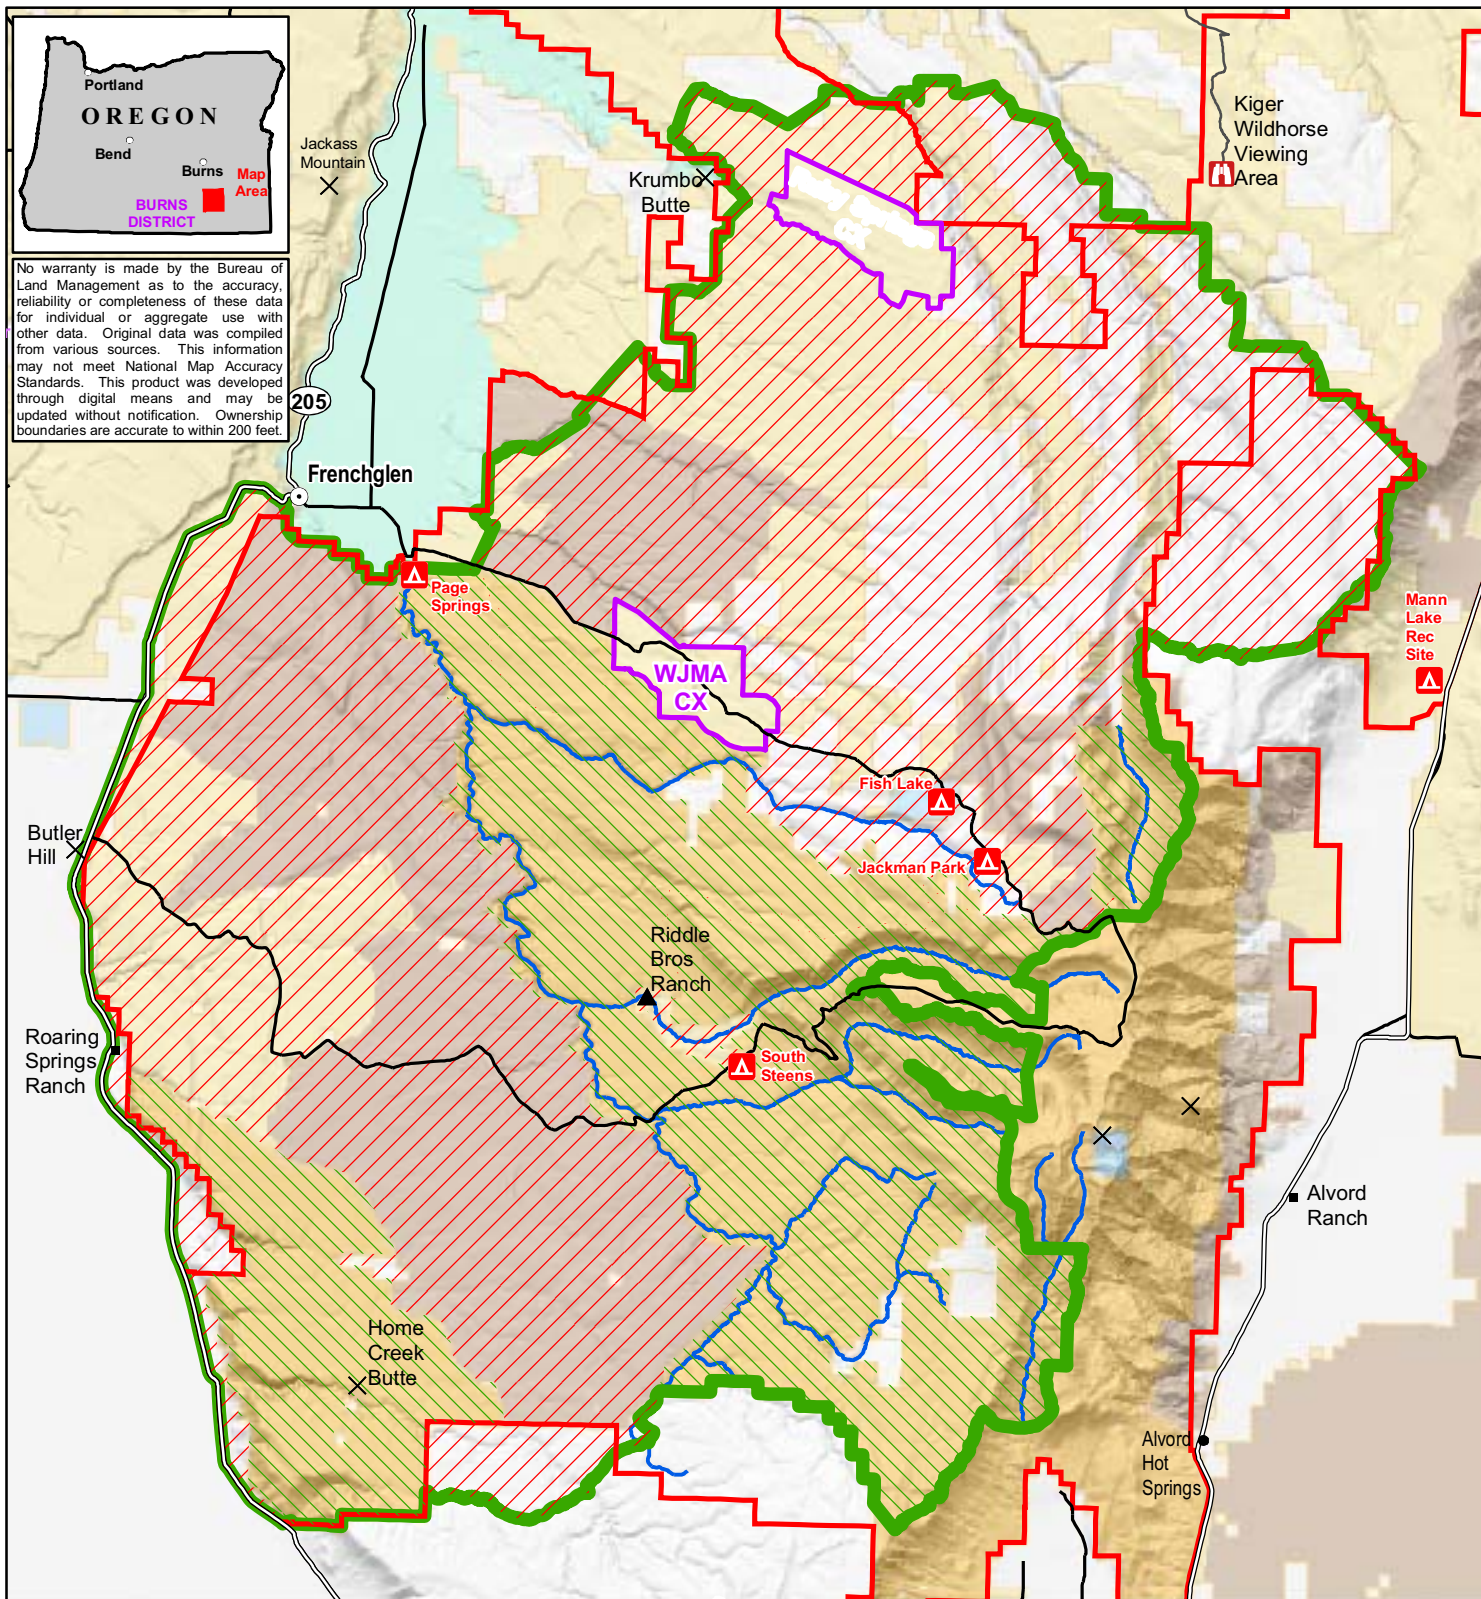 Portland
OREGON
Bend
Burns
Map
Area
BURNS
DISTRICT
No warranty is made by the Bureau of
Land Management as to the accuracy,
reliability or completeness of these data
for individual or aggregate use with
other data. Original data was compiled
from various sources. This information
may not meet National Map Accuracy
Standards. This product was developed
through digital means and may be
updated without notification. Ownership
boundaries are accurate to within 200 feet.
Jackass
Mountain
Krumbo
Butte
Kiger
Wildhorse
Viewing
Area
CX
205
Frenchglen
Page
Springs
Mann
Lake
Rec
Site
WJMA
CX
Fish Lake
Jackman Park
Butler
Hill
Riddle
Bros
Ranch
Roaring
Springs
Ranch
South
Steens
Alvord
Ranch
Home
Creek
Butte
Alvord
Hot
Springs